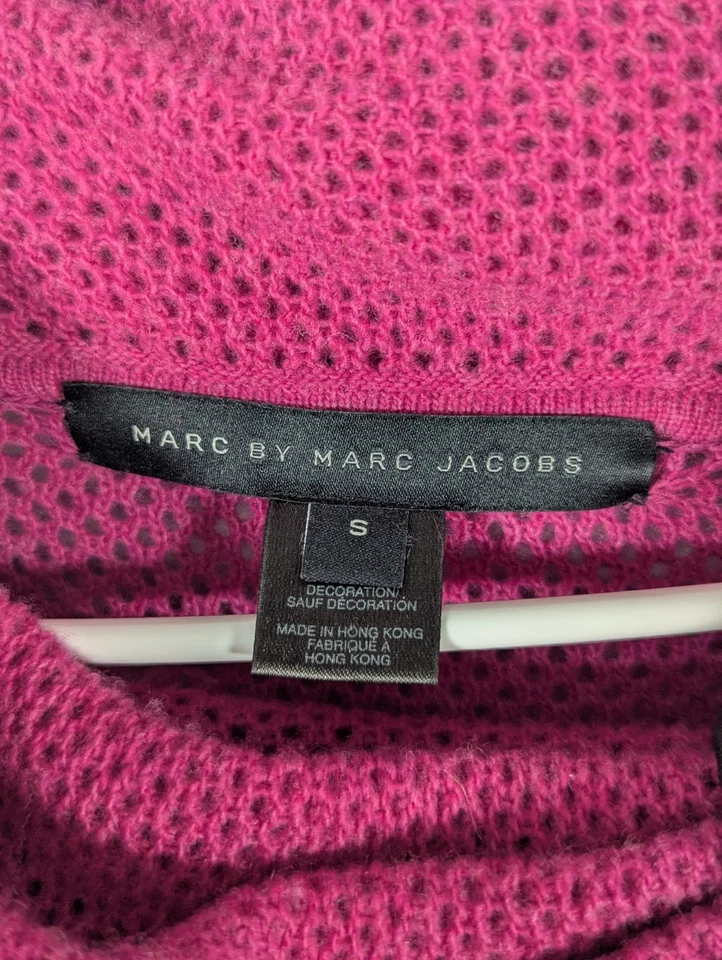 MARC BY MARC JACOBS
S
DECORATION/
SAUF DÉCORATION
MADE IN HONG KONG
FABRIQUÉ À
HONG KONG